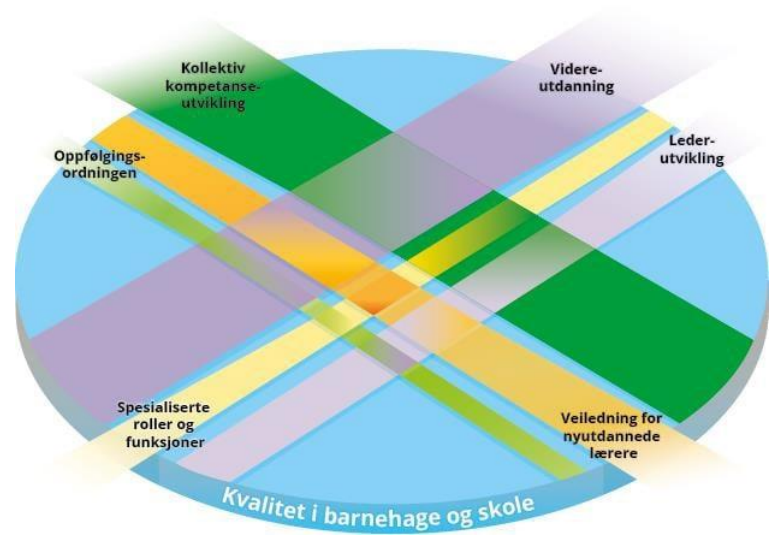 Kollektiv
kompetanse-
utvikling
Videre-
utdanning
Leder-
utvikling
Oppfølgings-
ordningen
Spesialiserte
roller og
funksjoner
Veiledning for
nyutdannede
lærere
Kvalitet i barnehage og skole